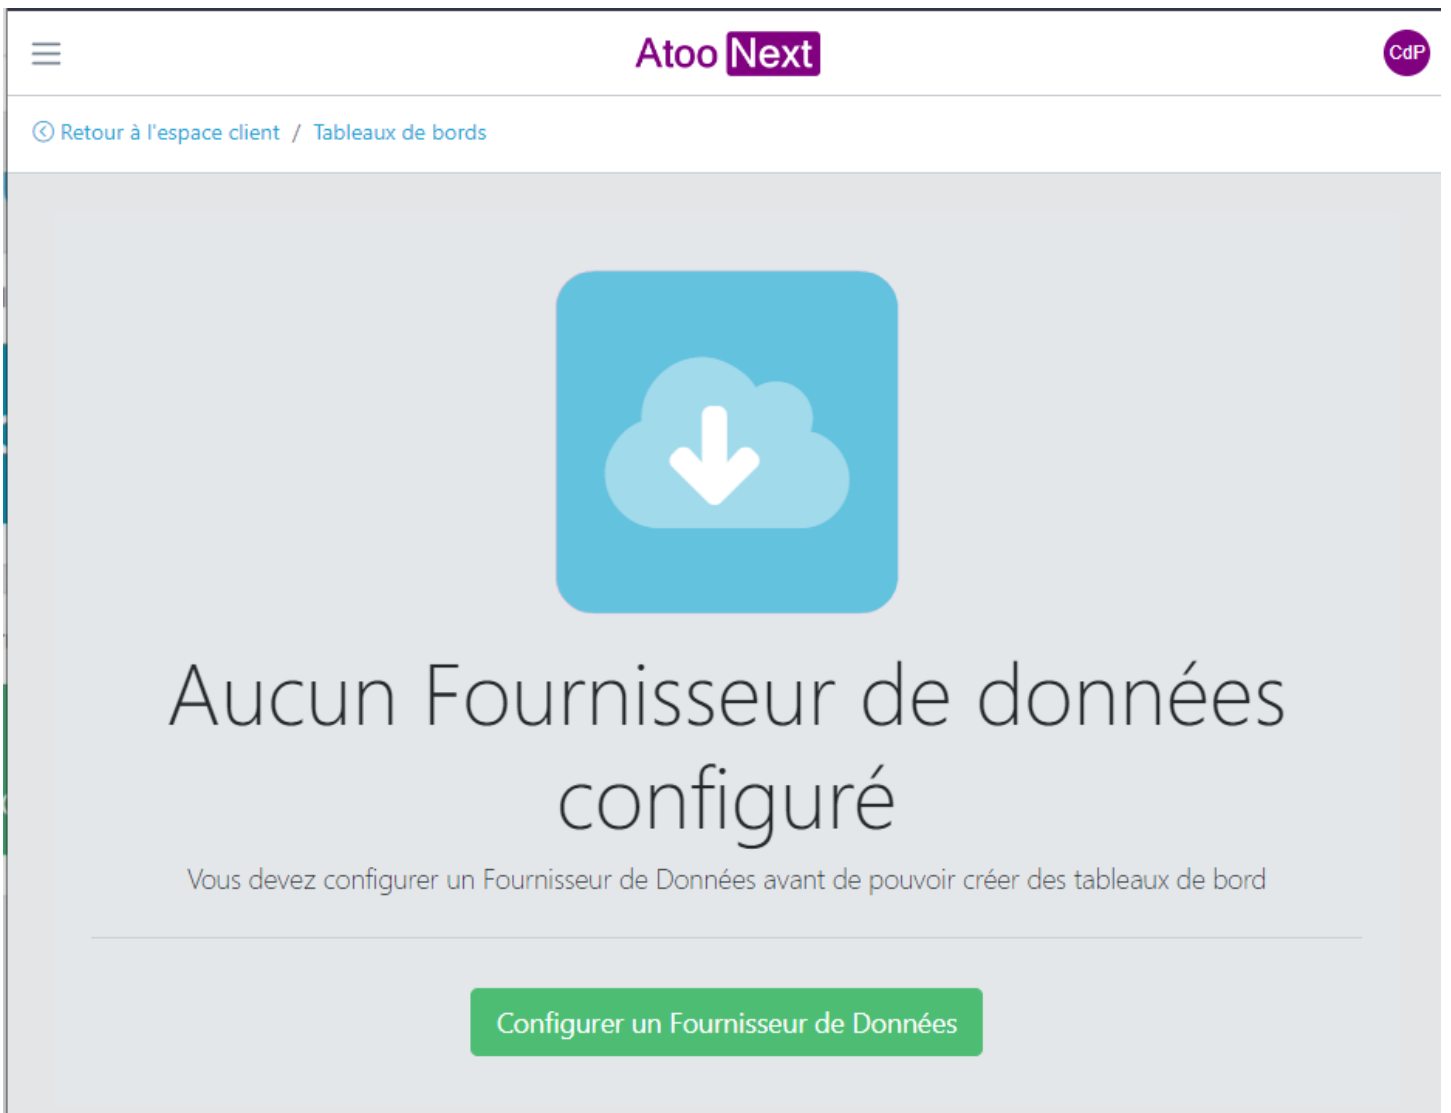 Atoo Next
CdP
Retour à l'espace client / Tableaux de bords
Aucun Fournisseur de données
configuré
Vous devez configurer un Fournisseur de Données avant de pouvoir créer des tableaux de bord
Configurer un Fournisseur de Données